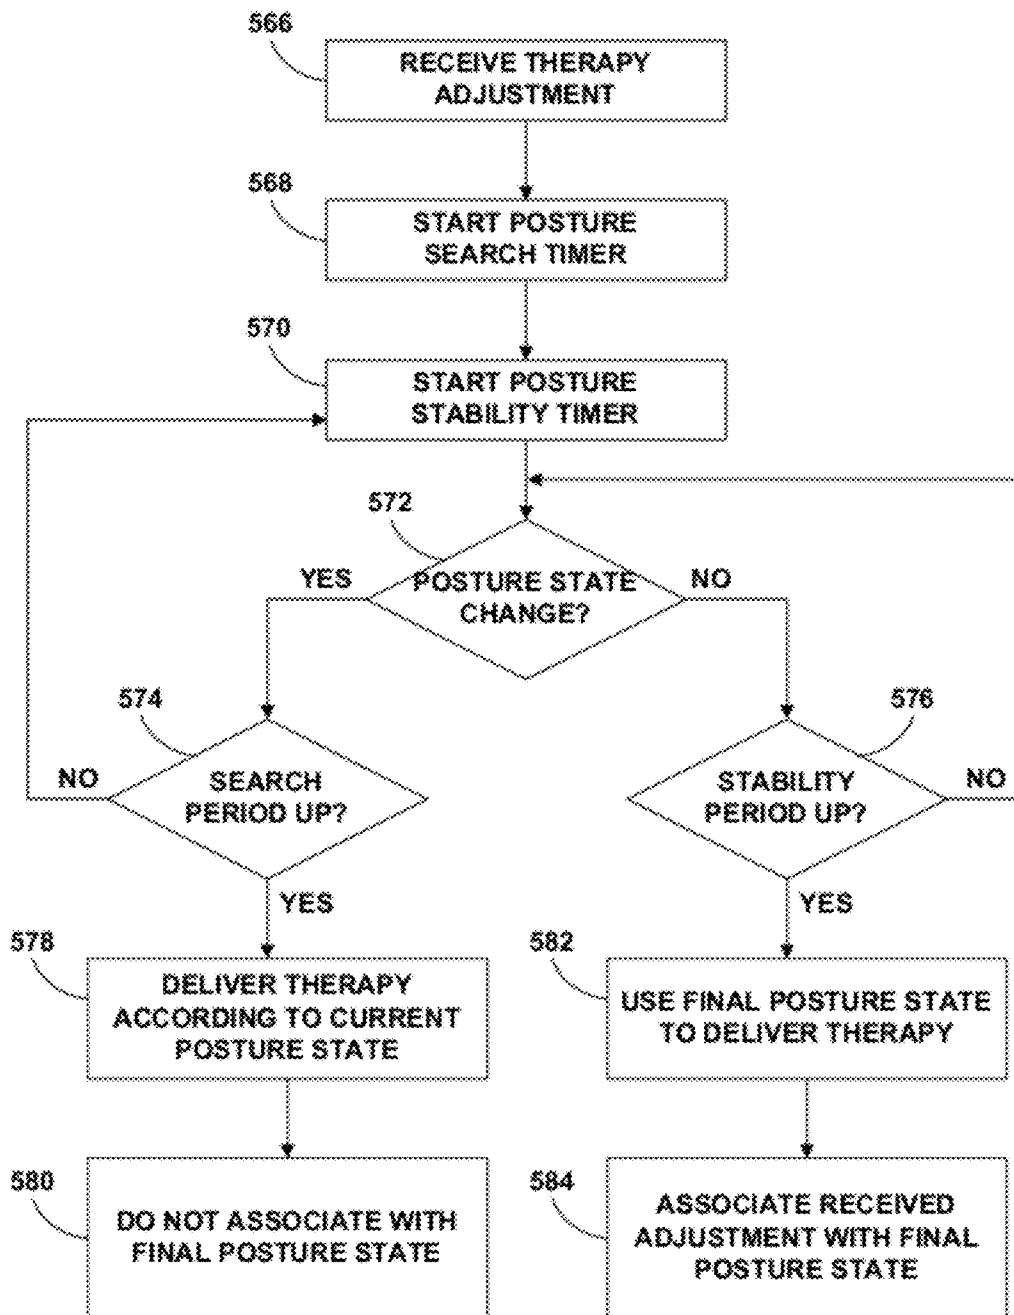 566
RECEIVE THERAPY
ADJUSTMENT
568
START POSTURE
SEARCH TIMER
570
START POSTURE
STABILITY TIMER
572
YES
POSTURE STATE
CHANGE?
NO
574
576
NO
SEARCH
PERIOD UP?
STABILITY
PERIOD UP?
NO
YES
YES
578
DELIVER THERAPY
ACCORDING TO CURRENT
POSTURE STATE
582
USE FINAL POSTURE STATE
TO DELIVER THERAPY
580
DO NOT ASSOCIATE WITH
FINAL POSTURE STATE
584
ASSOCIATE RECEIVED
ADJUSTMENT WITH FINAL
POSTURE STATE